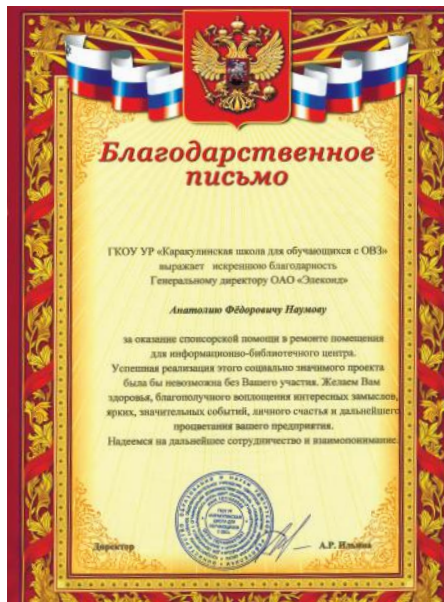 Благодарственное
письмо
ГКОУ УР «Каракулинская школа для обучающихся с ОВЗ»
выражает искреннюю благодарность
Генеральному директору ОАО «Элеконд»
Анатолию Фёдоровичу Наумову
за оказание спонсорской помощи в ремонте помещения
для информационно-библиотечного центра.
Успешная реализация этого социально значимого проекта
была бы невозможна без Вашего участия. Желаем Вам
здоровья, благополучного воплощения интересных замыслов,
ярких, значительных событий, личного счастья и дальнейшего
процветания вашего предприятия.
Надеемся на дальнейшее сотрудничество и взаимопонимание.
Директор А.Р. Ильина